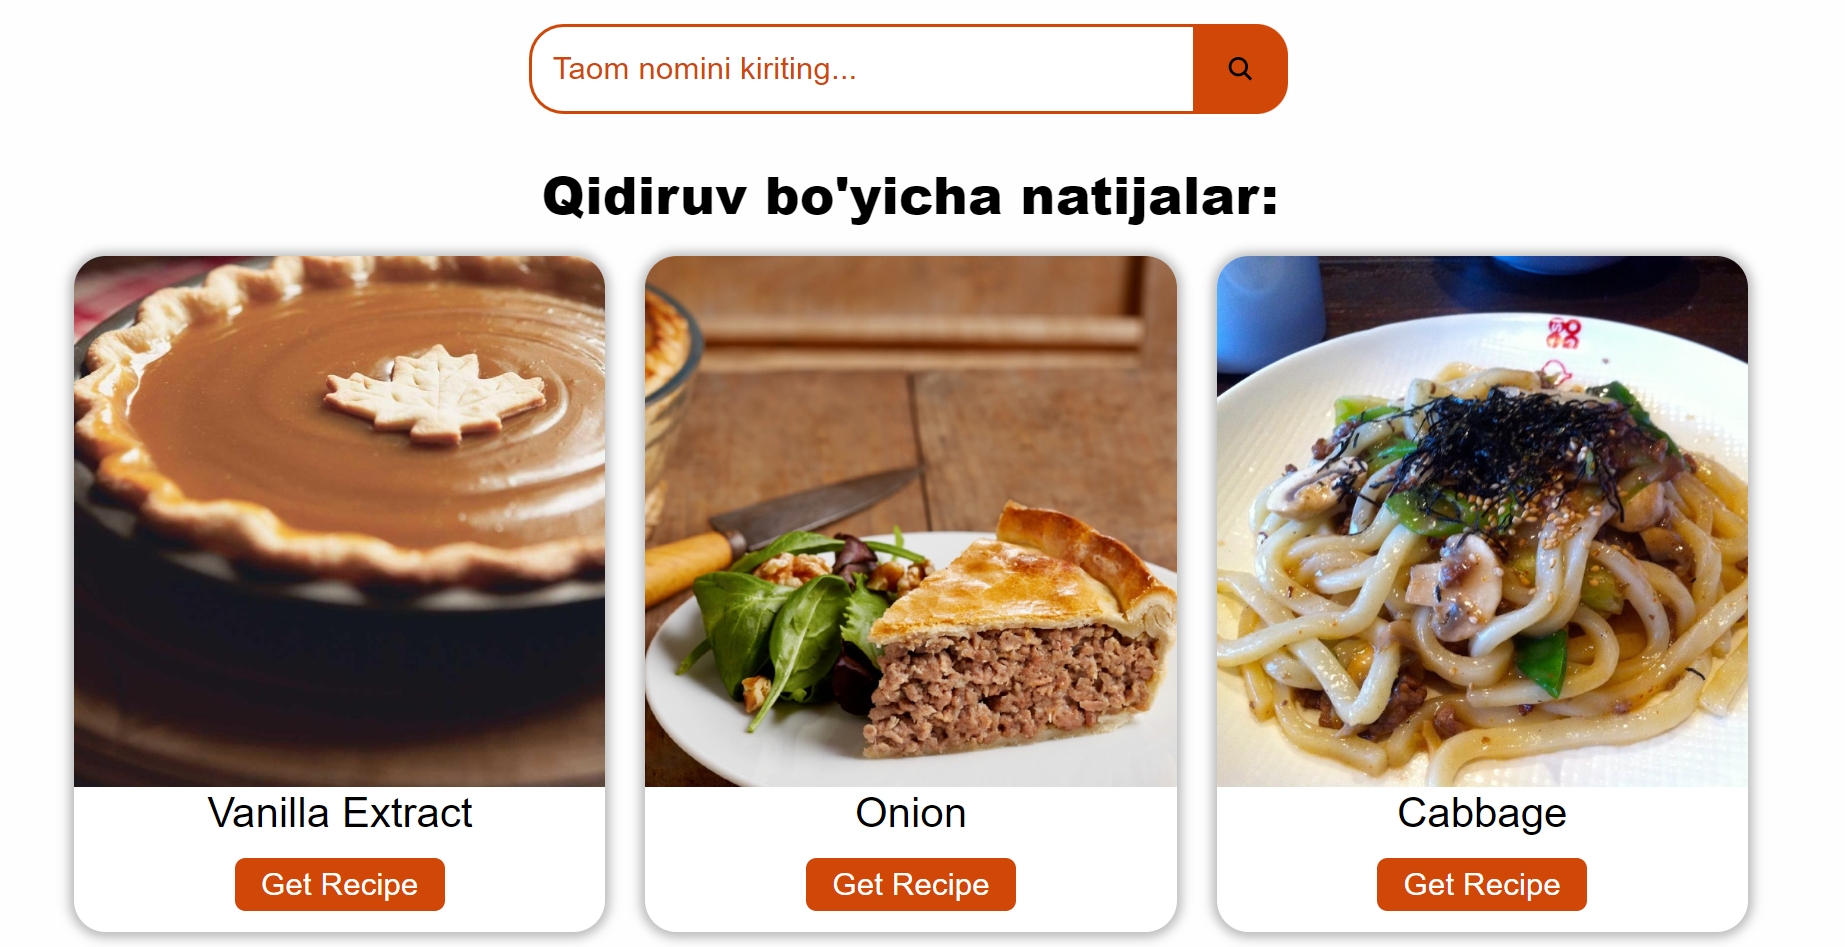 Taom nomini kiriting...
Qidiruv bo'yicha natijalar:
Vanilla Extract
Onion
Cabbage
Get Recipe
Get Recipe
Get Recipe